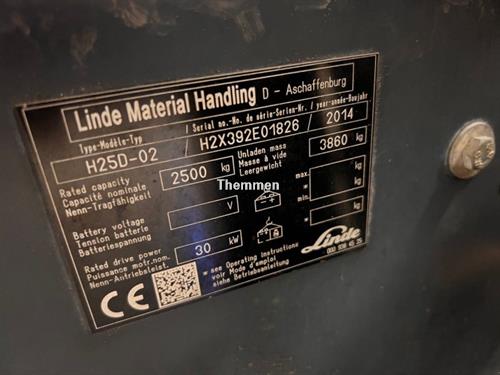 Linde Material Handling D - Aschaffenburg
Type-Modèle-Typ / Serial no.-No. de série-Serien-Nr. / year-année-Baujahr
H25D-02 / H2X392E01826 / 2014
Rated capacity
Capacité nominale
Nenn-Tragfähigkeit
2500 kg
Unladen mass
Masse à vide
Leergewicht
3860 kg
Themmen
Battery voltage
Tension batterie
Batteriespannung
V
max. * kg
min. * kg
Rated drive power
Puissance motr.nom.
Nenn-Antriebsleist.
30 kW
* kg
Linde
* see Operating instructions
voir Mode d'emploi
siehe Betriebsanleitung
CE